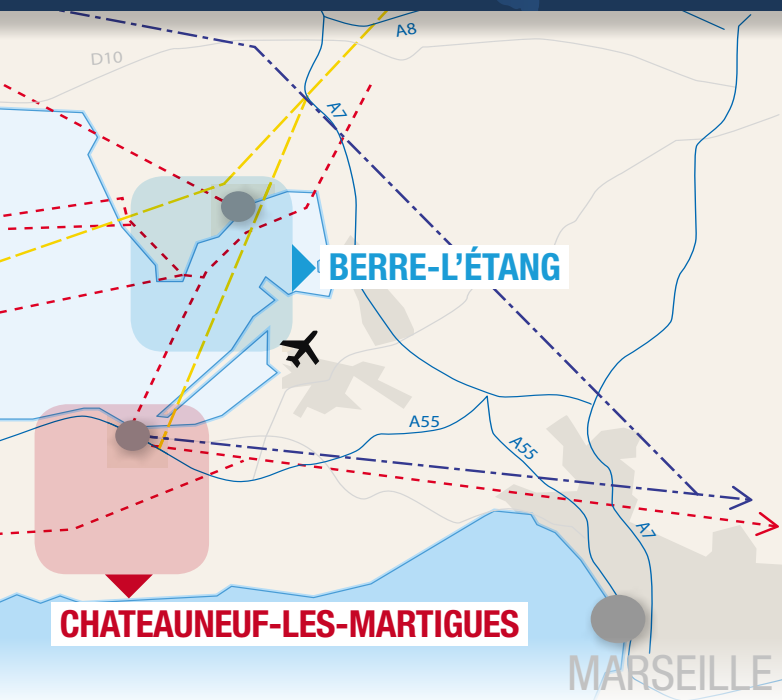 A8
D10
A7
BERRE-L'ÉTANG
A55
A55
A7
CHATEAUNEUF-LES-MARTIGUES
MARSEILLE